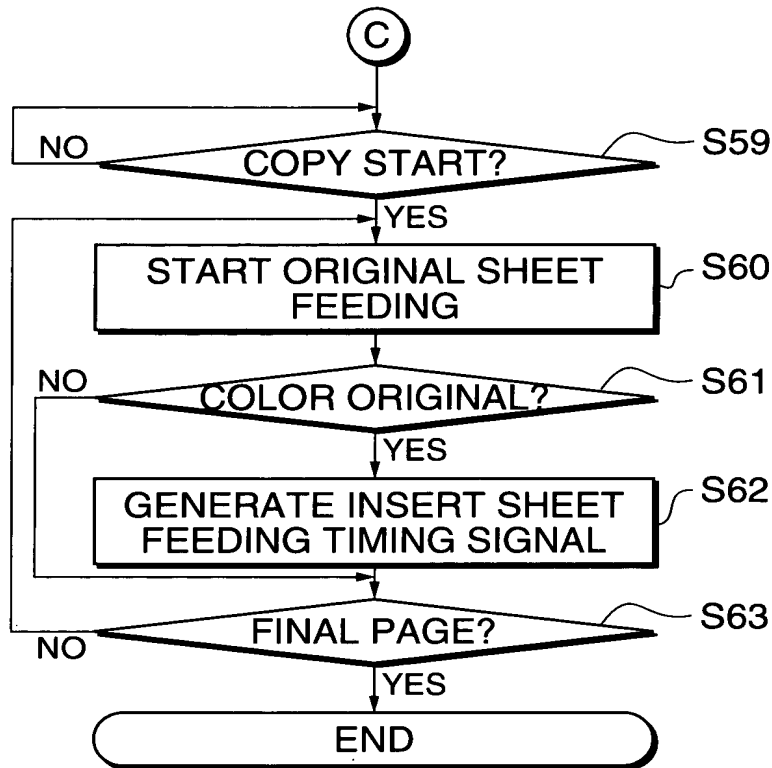 C
NO
COPY START?
S59
YES
START ORIGINAL SHEET
FEEDING
S60
NO
COLOR ORIGINAL?
S61
YES
GENERATE INSERT SHEET
FEEDING TIMING SIGNAL
S62
FINAL PAGE?
S63
NO
YES
END